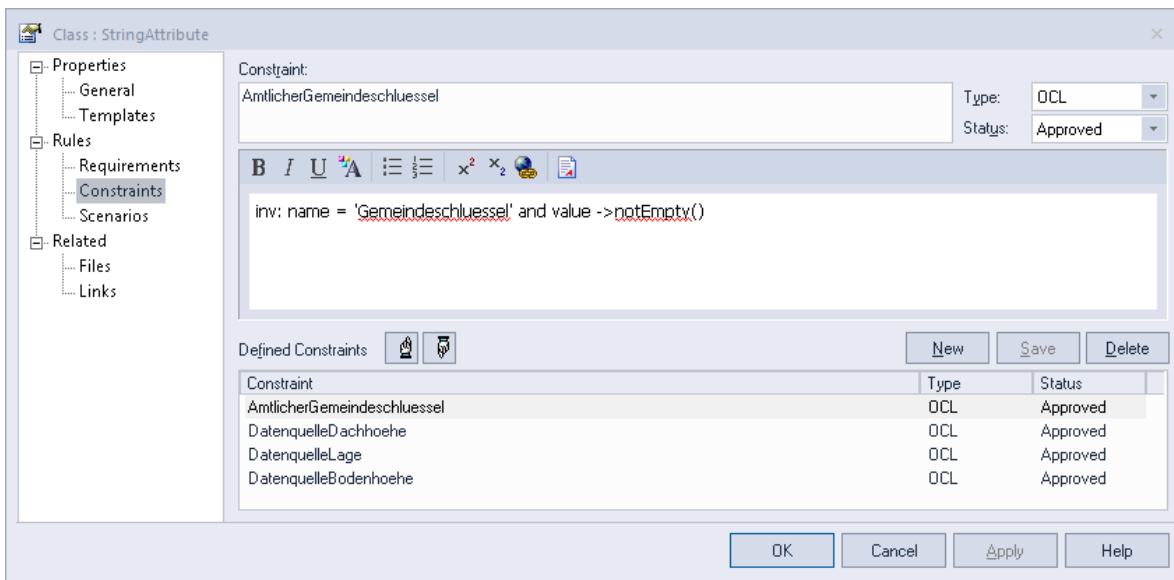 Class : StringAttribute
Properties
General
Templates
Rules
Requirements
Constraints
Scenarios
Related
Files
Links
Constraint:
AmtlicherGemeindeschluessel
Type: OCL
Status: Approved
B I U A x² ×₂
inv: name = 'Gemeindeschluessel' and value ->notEmpty()
Defined Constraints
New Save Delete
Constraint Type Status
AmtlicherGemeindeschluessel OCL Approved
DatenquelleDachhoehe OCL Approved
DatenquelleLage OCL Approved
DatenquelleBodenhoehe OCL Approved
OK Cancel Apply Help